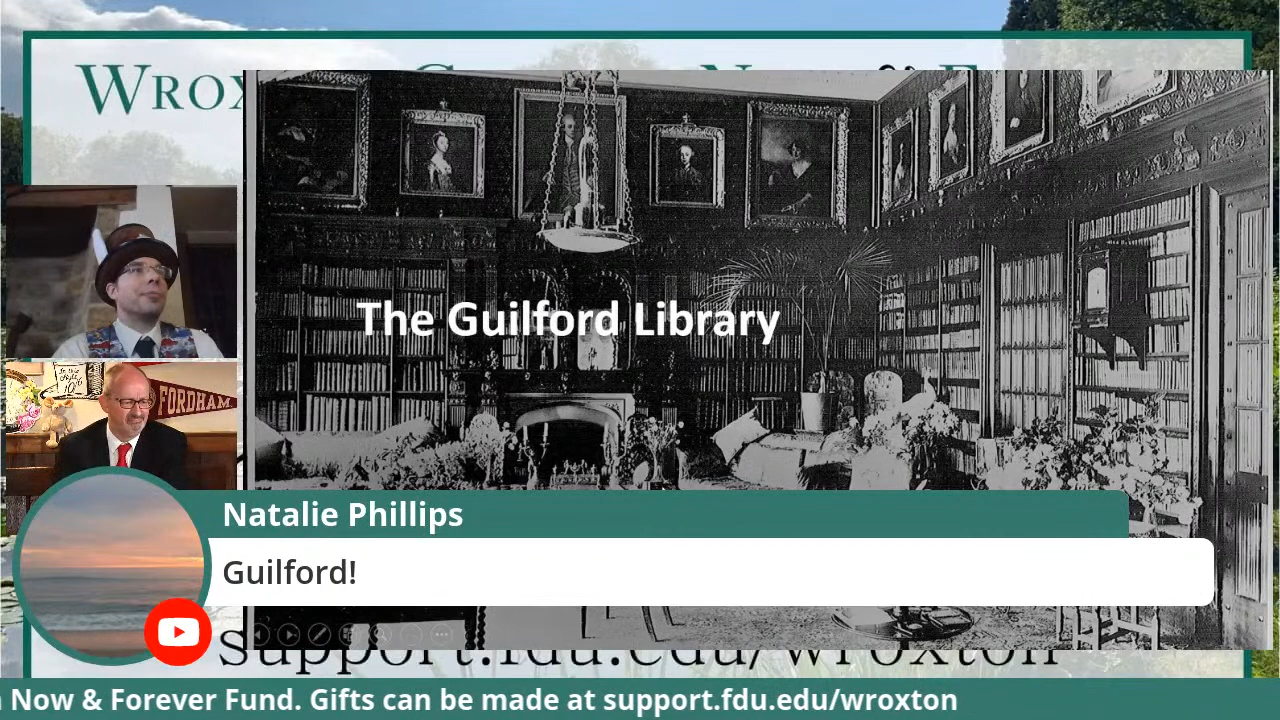 WROX
FORDHAM
The Guilford Library
Natalie Phillips
Guilford!
support.fdu.edu/wroxton
Now & Forever Fund. Gifts can be made at support.fdu.edu/wroxton